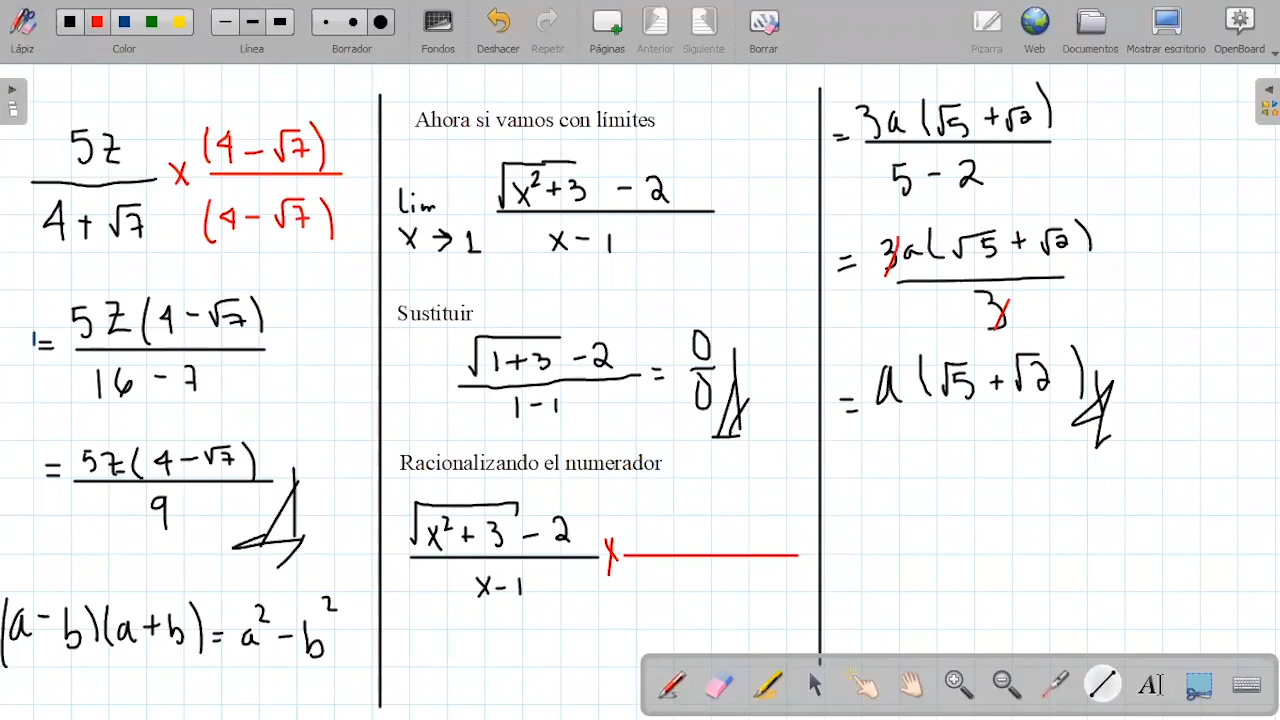 Lápiz Color Línea Borrador Fondos Deshacer Repetir Páginas Anterior Siguiente Borrar Pizarra Web Documentos Mostrar escritorio OpenBoard
5z / 4 + √7 x (4 - √7) / (4 - √7)
= 5z(4 - √7) / 16 - 7
= 5z(4 - √7) / 9
(a - b)(a + b) = a² - b²
Ahora si vamos con límites
lim x → 1 √x² + 3 - 2 / x - 1
Sustituir
√1 + 3 - 2 / 1 - 1 = 0 / 0
Racionalizando el numerador
√x² + 3 - 2 / x - 1 x
= 3a(√5 + √2) / 5 - 2
= 3a(√5 + √2) / 3
= a(√5 + √2)